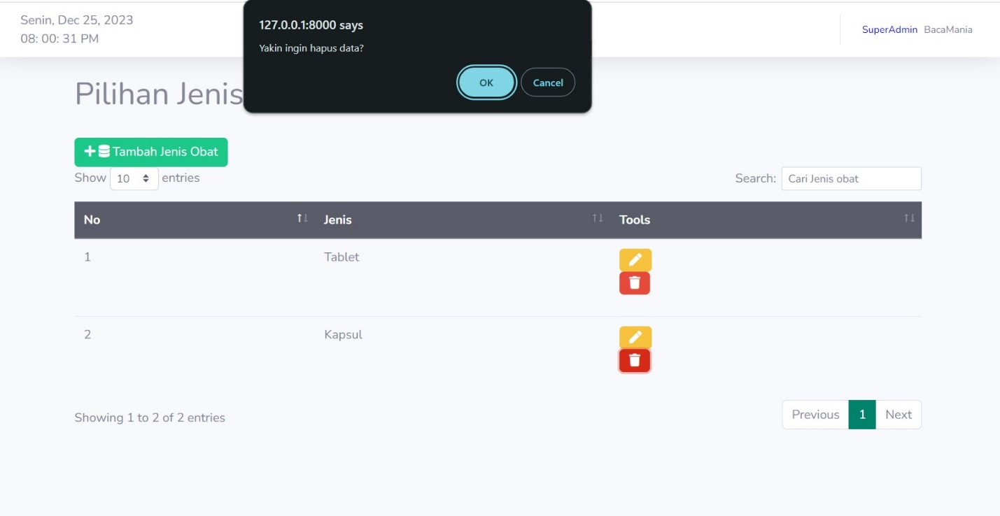 Senin, Dec 25, 2023
08: 00: 31 PM
127.0.0.1:8000 says
Yakin ingin hapus data?
OK Cancel
SuperAdmin BacaMania
Pilihan Jenis
Tambah Jenis Obat
Show 10 entries
Search: Cari Jenis obat
No Jenis Tools
1 Tablet
2 Kapsul
Showing 1 to 2 of 2 entries
Previous 1 Next